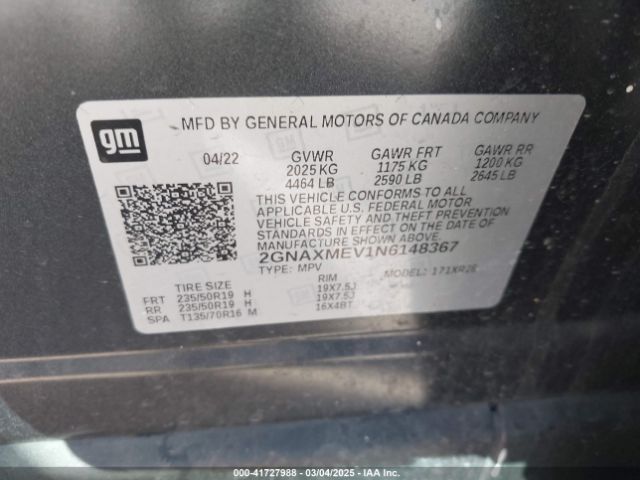 gm
MFD BY GENERAL MOTORS OF CANADA COMPANY
04/22 GVWR GAWR FRT GAWR RR
2025 KG 1175 KG 1200 KG
4464 LB 2590 LB 2645 LB
THIS VEHICLE CONFORMS TO ALL
APPLICABLE U.S. FEDERAL MOTOR
VEHICLE SAFETY AND THEFT PREVENTION
STANDARDS IN EFFECT ON THE DATE OF
MANUFACTURE SHOWN ABOVE.
2GNAXMEV1N6148367
TYPE: MPV MODEL: 1XR26
TIRE SIZE RIM
FRT 235/50R19 H 19X7.5J
RR 235/50R19 H 19X7.5J
SPA T135/70R16 M 16X4BT
000-41727988 — 03/04/2025 — IAA Inc.